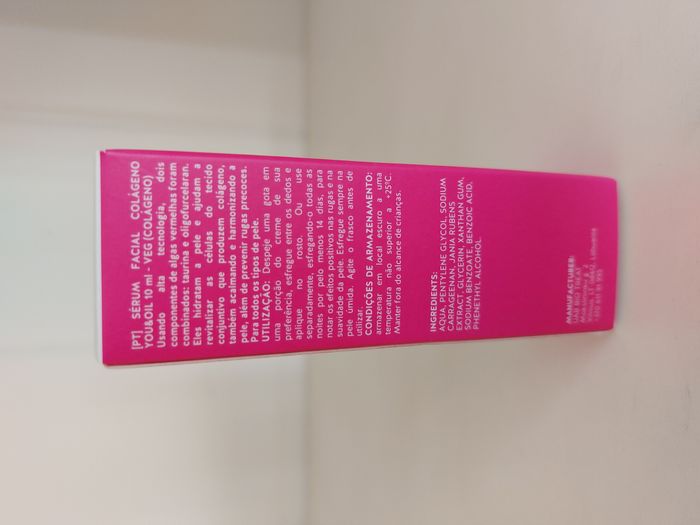 [PT] SÉRUM FACIAL COLÁGENO
YOU&OIL 10 ml - VEG (COLÁGENO)
Usando alta tecnologia, dois
componentes de algas vermelhas foram
combinados: taurina e oligofurcelaran.
Eles hidratam a pele e ajudam a
revitalizar as células do tecido
conjuntivo que produzem colágeno,
também acalmando e harmonizando a
pele, além de prevenir rugas precoces.
Para todos os tipos de pele.
UTILIZAÇÃO: Despeje uma gota em
uma porção do creme de sua
preferência, esfregue entre os dedos e
aplique no rosto. Ou use
separadamente, esfregando-o todas as
noites por pelo menos 14 dias, para
notar os efeitos positivos nas rugas e na
suavidade da pele. Esfregue sempre na
pele úmida. Agite o frasco antes de
utilizar.
CONDIÇÕES DE ARMAZENAMENTO:
armazenar em local escuro a uma
temperatura não superior a +25°C.
Manter fora do alcance de crianças.
INGREDIENTS:
AQUA, PENTYLENE GLYCOL, SODIUM
CARRAGEENAN, JANIA RUBENS
EXTRACT, GLYCERIN, XANTHAN GUM,
SODIUM BENZOATE, BENZOIC ACID,
PHENETHYL ALCOHOL
MANUFACTURER:
UAB BIO TREAT
Lithuania